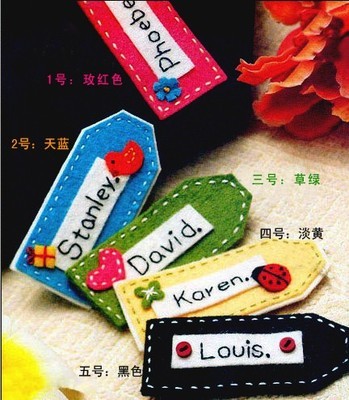 Phoebe
1号：玫红色
2号：天蓝
Stanley.
三号：草绿
David.
四号：淡黄
Karen.
Louis.
五号：黑色